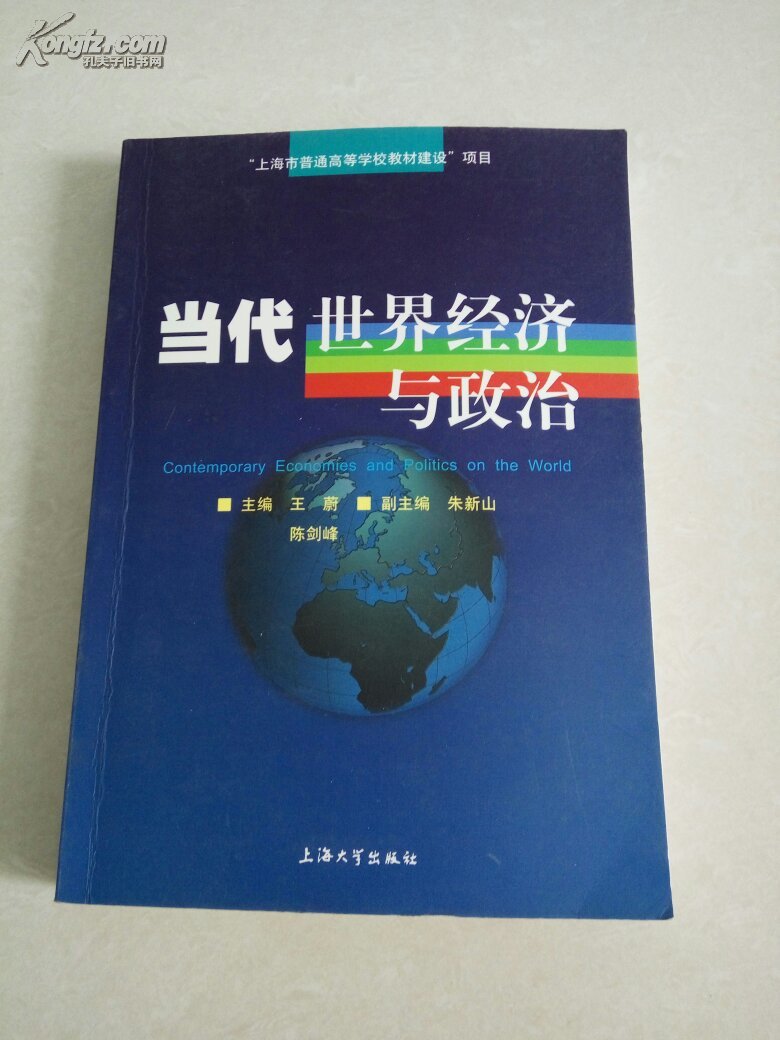 Kongfz.com
孔夫子旧书网
“上海市普通高等学校教材建设”项目
当代 世界经济
与政治
Contemporary Economies and Politics on the World
主编 王 蔚 副主编 朱新山
陈剑峰
上海大学出版社